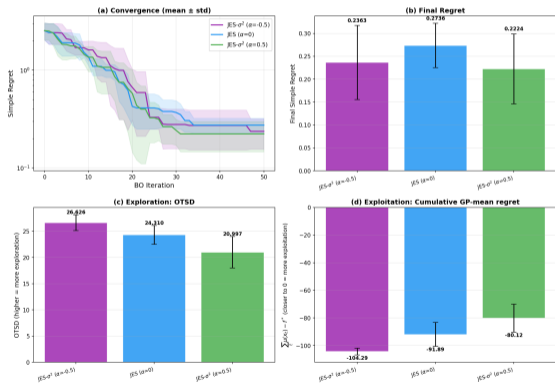 (a) Convergence (mean ± std)
JES-σ² (α=-0.5)
JES (α=0)
JES-σ² (α=0.5)
Simple Regret
10⁰
10⁻¹
0
10
20
30
40
50
BO Iteration
(b) Final Regret
0.2363
0.2736
0.2224
Final Simple Regret
0.30
0.25
0.20
0.15
0.10
0.05
0.00
JES-σ² (α=-0.5)
JES (α=0)
JES-σ² (α=0.5)
(c) Exploration: OTSD
26.626
24.310
20.997
OTSD (higher = more exploration)
25
20
15
10
5
0
JES-σ² (α=-0.5)
JES (α=0)
JES-σ² (α=0.5)
(d) Exploitation: Cumulative GP-mean regret
(closer to 0 = more exploitation)
0
−20
−40
−60
−80
−100
-104.29
-91.89
-80.12
JES-σ² (α=-0.5)
JES (α=0)
JES-σ² (α=0.5)